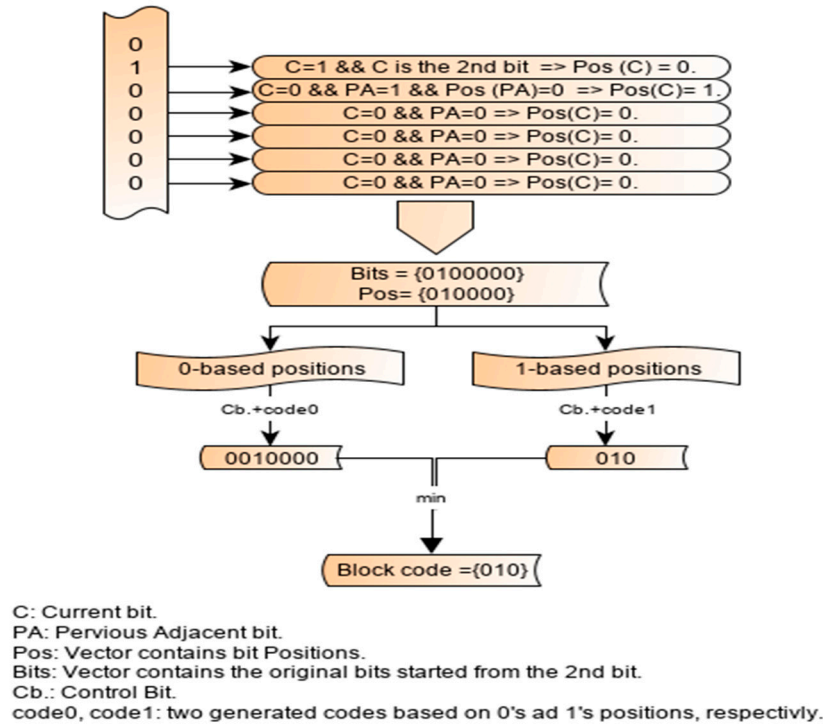 0
1
0
0
0
0
0
C=1 && C is the 2nd bit => Pos (C) = 0.
C=0 && PA=1 && Pos (PA)=0 => Pos(C)= 1.
C=0 && PA=0 => Pos(C)= 0.
C=0 && PA=0 => Pos(C)= 0.
C=0 && PA=0 => Pos(C)= 0.
C=0 && PA=0 => Pos(C)= 0.
Bits = {0100000}
Pos= {010000}
0-based positions
1-based positions
Cb.+code0
Cb.+code1
0010000
010
min
Block code ={010}
C: Current bit.
PA: Pervious Adjacent bit.
Pos: Vector contains bit Positions.
Bits: Vector contains the original bits started from the 2nd bit.
Cb.: Control Bit.
code0, code1: two generated codes based on 0's ad 1's positions, respectivly.